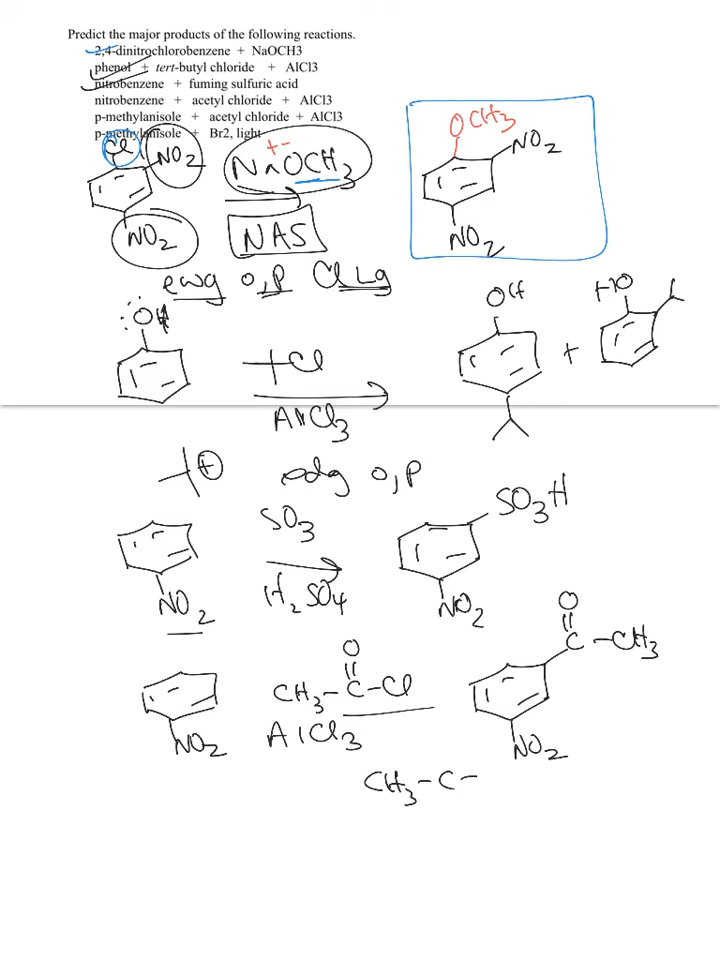 Predict the major products of the following reactions.
2,4-dinitrochlorobenzene + NaOCH3
phenol + tert-butyl chloride + AlCl3
nitrobenzene + fuming sulfuric acid
nitrobenzene + acetyl chloride + AlCl3
p-methylanisole + acetyl chloride + AlCl3
p-methylanisole + Br2, light
Cl NO2 + - OCH3 NO2
NaOCH3
NO2 NAS NO2
ewg o,p Cl Lg
:OH OH HO
Cl +
AlCl3
+ edg o,p
SO3 SO3H
NO2 H2SO4 NO2
O O
CH3-C-Cl C-CH3
NO2 AlCl3 NO2
CH3-C-